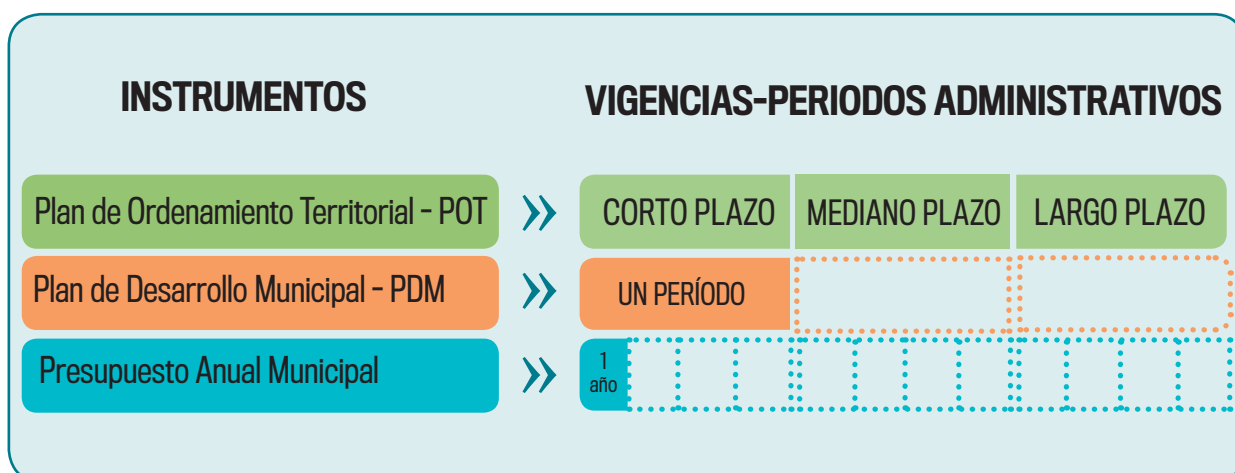 INSTRUMENTOS
VIGENCIAS-PERIODOS ADMINISTRATIVOS
Plan de Ordenamiento Territorial - POT
CORTO PLAZO
MEDIANO PLAZO
LARGO PLAZO
Plan de Desarrollo Municipal - PDM
UN PERÍODO
Presupuesto Anual Municipal
1
año